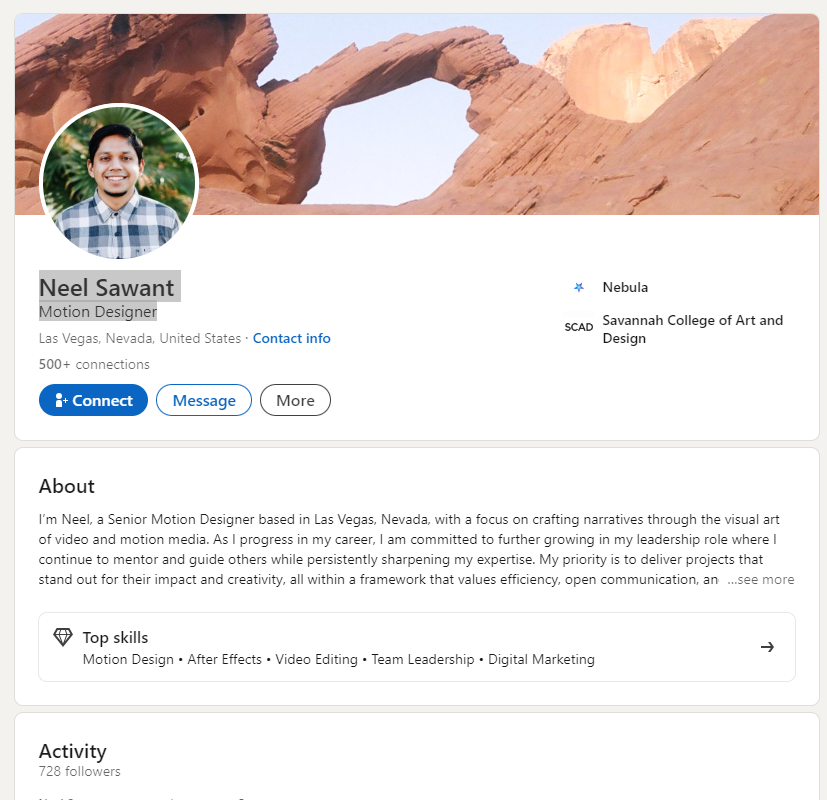 Neel Sawant
Motion Designer
Las Vegas, Nevada, United States · Contact info
500+ connections
Connect
Message
More
Nebula
SCAD
Savannah College of Art and
Design
About
I'm Neel, a Senior Motion Designer based in Las Vegas, Nevada, with a focus on crafting narratives through the visual art
of video and motion media. As I progress in my career, I am committed to further growing in my leadership role where I
continue to mentor and guide others while persistently sharpening my expertise. My priority is to deliver projects that
stand out for their impact and creativity, all within a framework that values efficiency, open communication, an ...see more
Top skills
Motion Design • After Effects • Video Editing • Team Leadership • Digital Marketing
Activity
728 followers